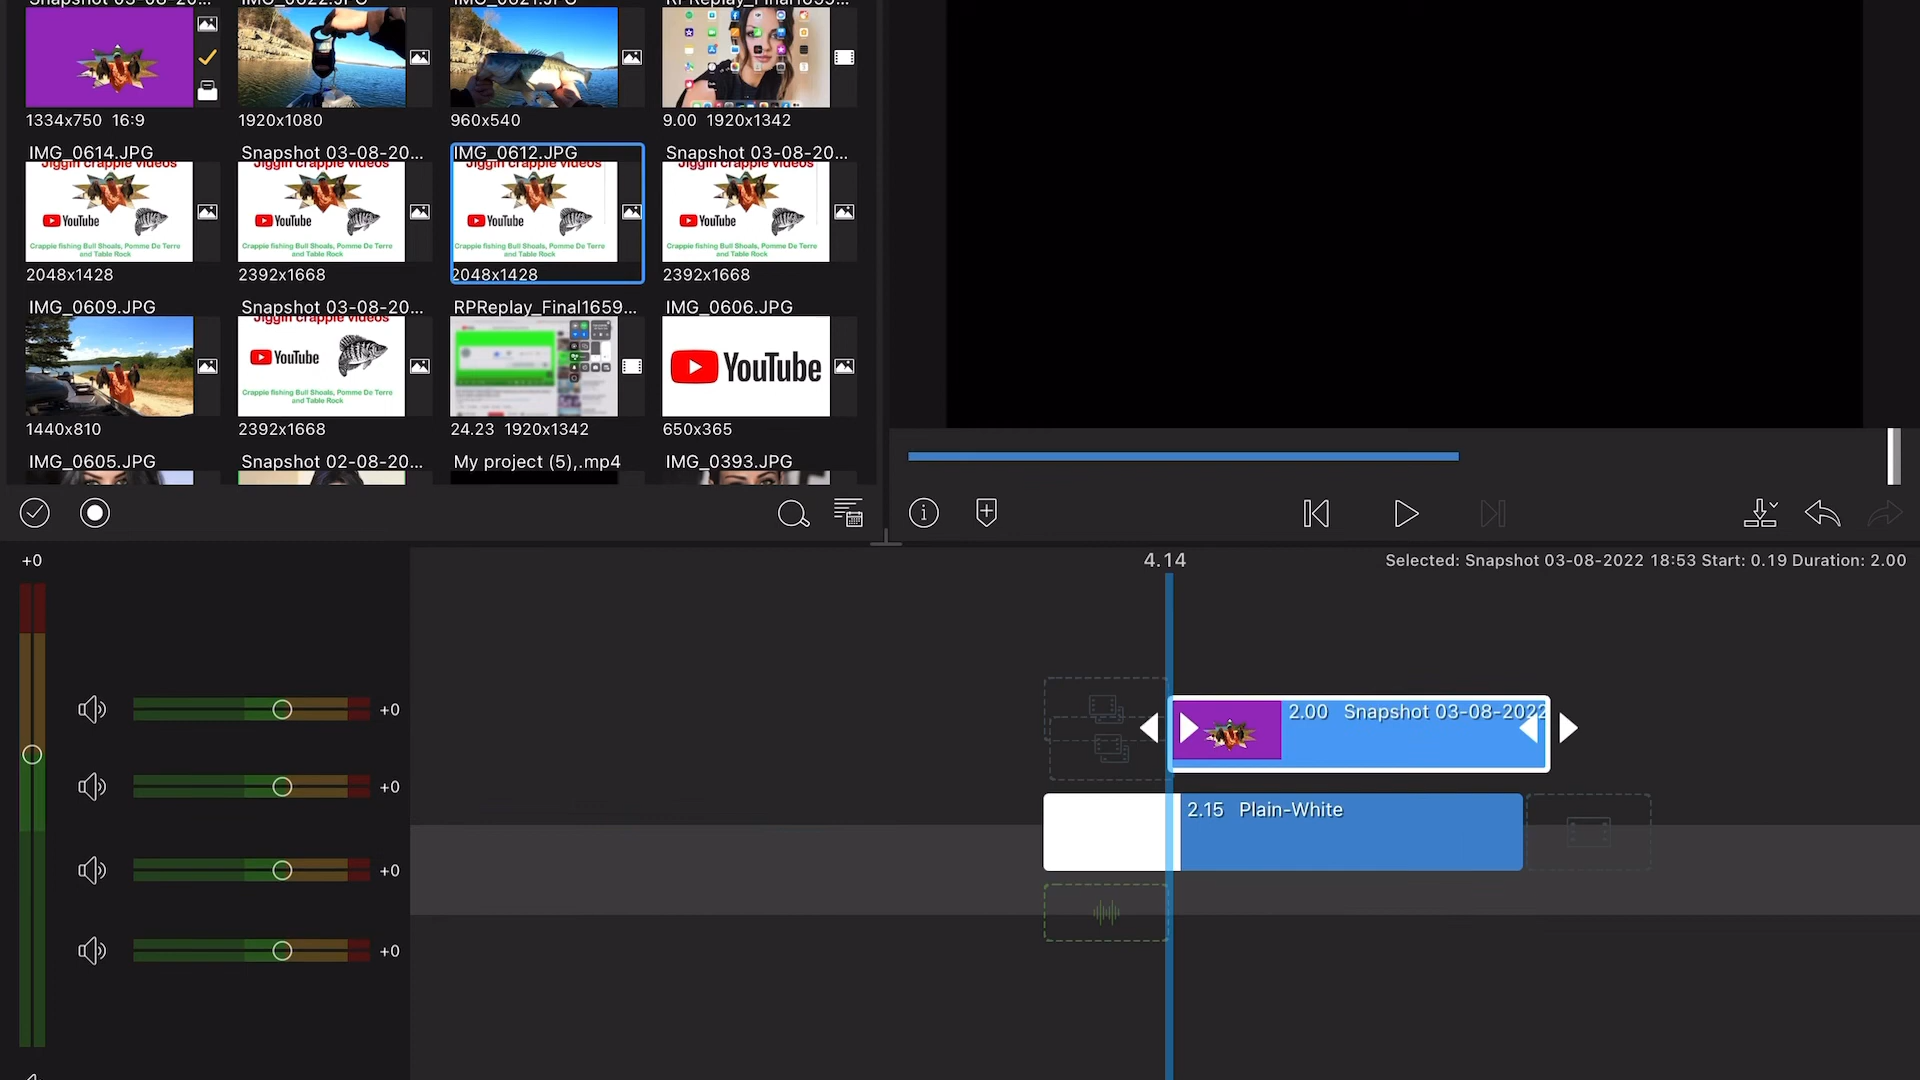 Snapshot 03-08-20... IMG_0622.JPG IMG_0621.JPG RPReplay_Final1659...
1334x750 16:9 1920x1080 960x540 9.00 1920x1342
IMG_0614.JPG Snapshot 03-08-20... IMG_0612.JPG Snapshot 03-08-20...
Jiggin crappie videos Jiggin crappie videos Jiggin crappie videos Jiggin crappie videos
YouTube YouTube YouTube YouTube
Crappie fishing Bull Shoals, Pomme De Terre Crappie fishing Bull Shoals, Pomme De Terre Crappie fishing Bull Shoals, Pomme De Terre Crappie fishing Bull Shoals, Pomme De Terre
and Table Rock and Table Rock and Table Rock and Table Rock
2048x1428 2392x1668 2048x1428 2392x1668
IMG_0609.JPG Snapshot 03-08-20... RPReplay_Final1659... IMG_0606.JPG
Jiggin crappie videos
YouTube YouTube
Crappie fishing Bull Shoals, Pomme De Terre
and Table Rock
1440x810 2392x1668 24.23 1920x1342 650x365
IMG_0605.JPG Snapshot 02-08-20... My project (5),.mp4 IMG_0393.JPG
+0 4.14 Selected: Snapshot 03-08-2022 18:53 Start: 0.19 Duration: 2.00
+0 2.00 Snapshot 03-08-2022
+0 2.15 Plain-White
+0
+0